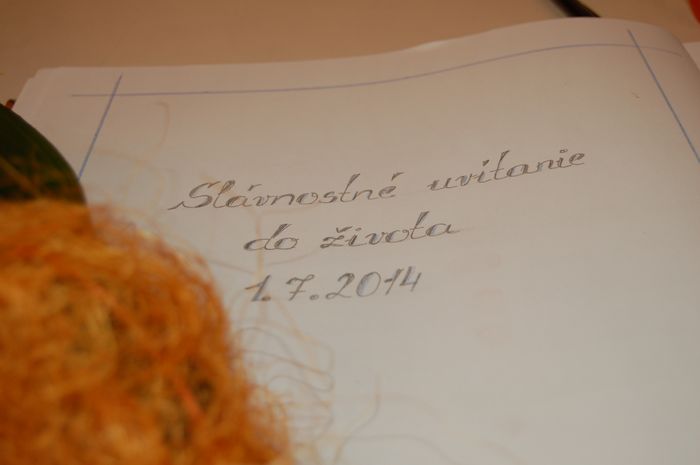 Slávnostné uvítanie
do života
1.7.2014